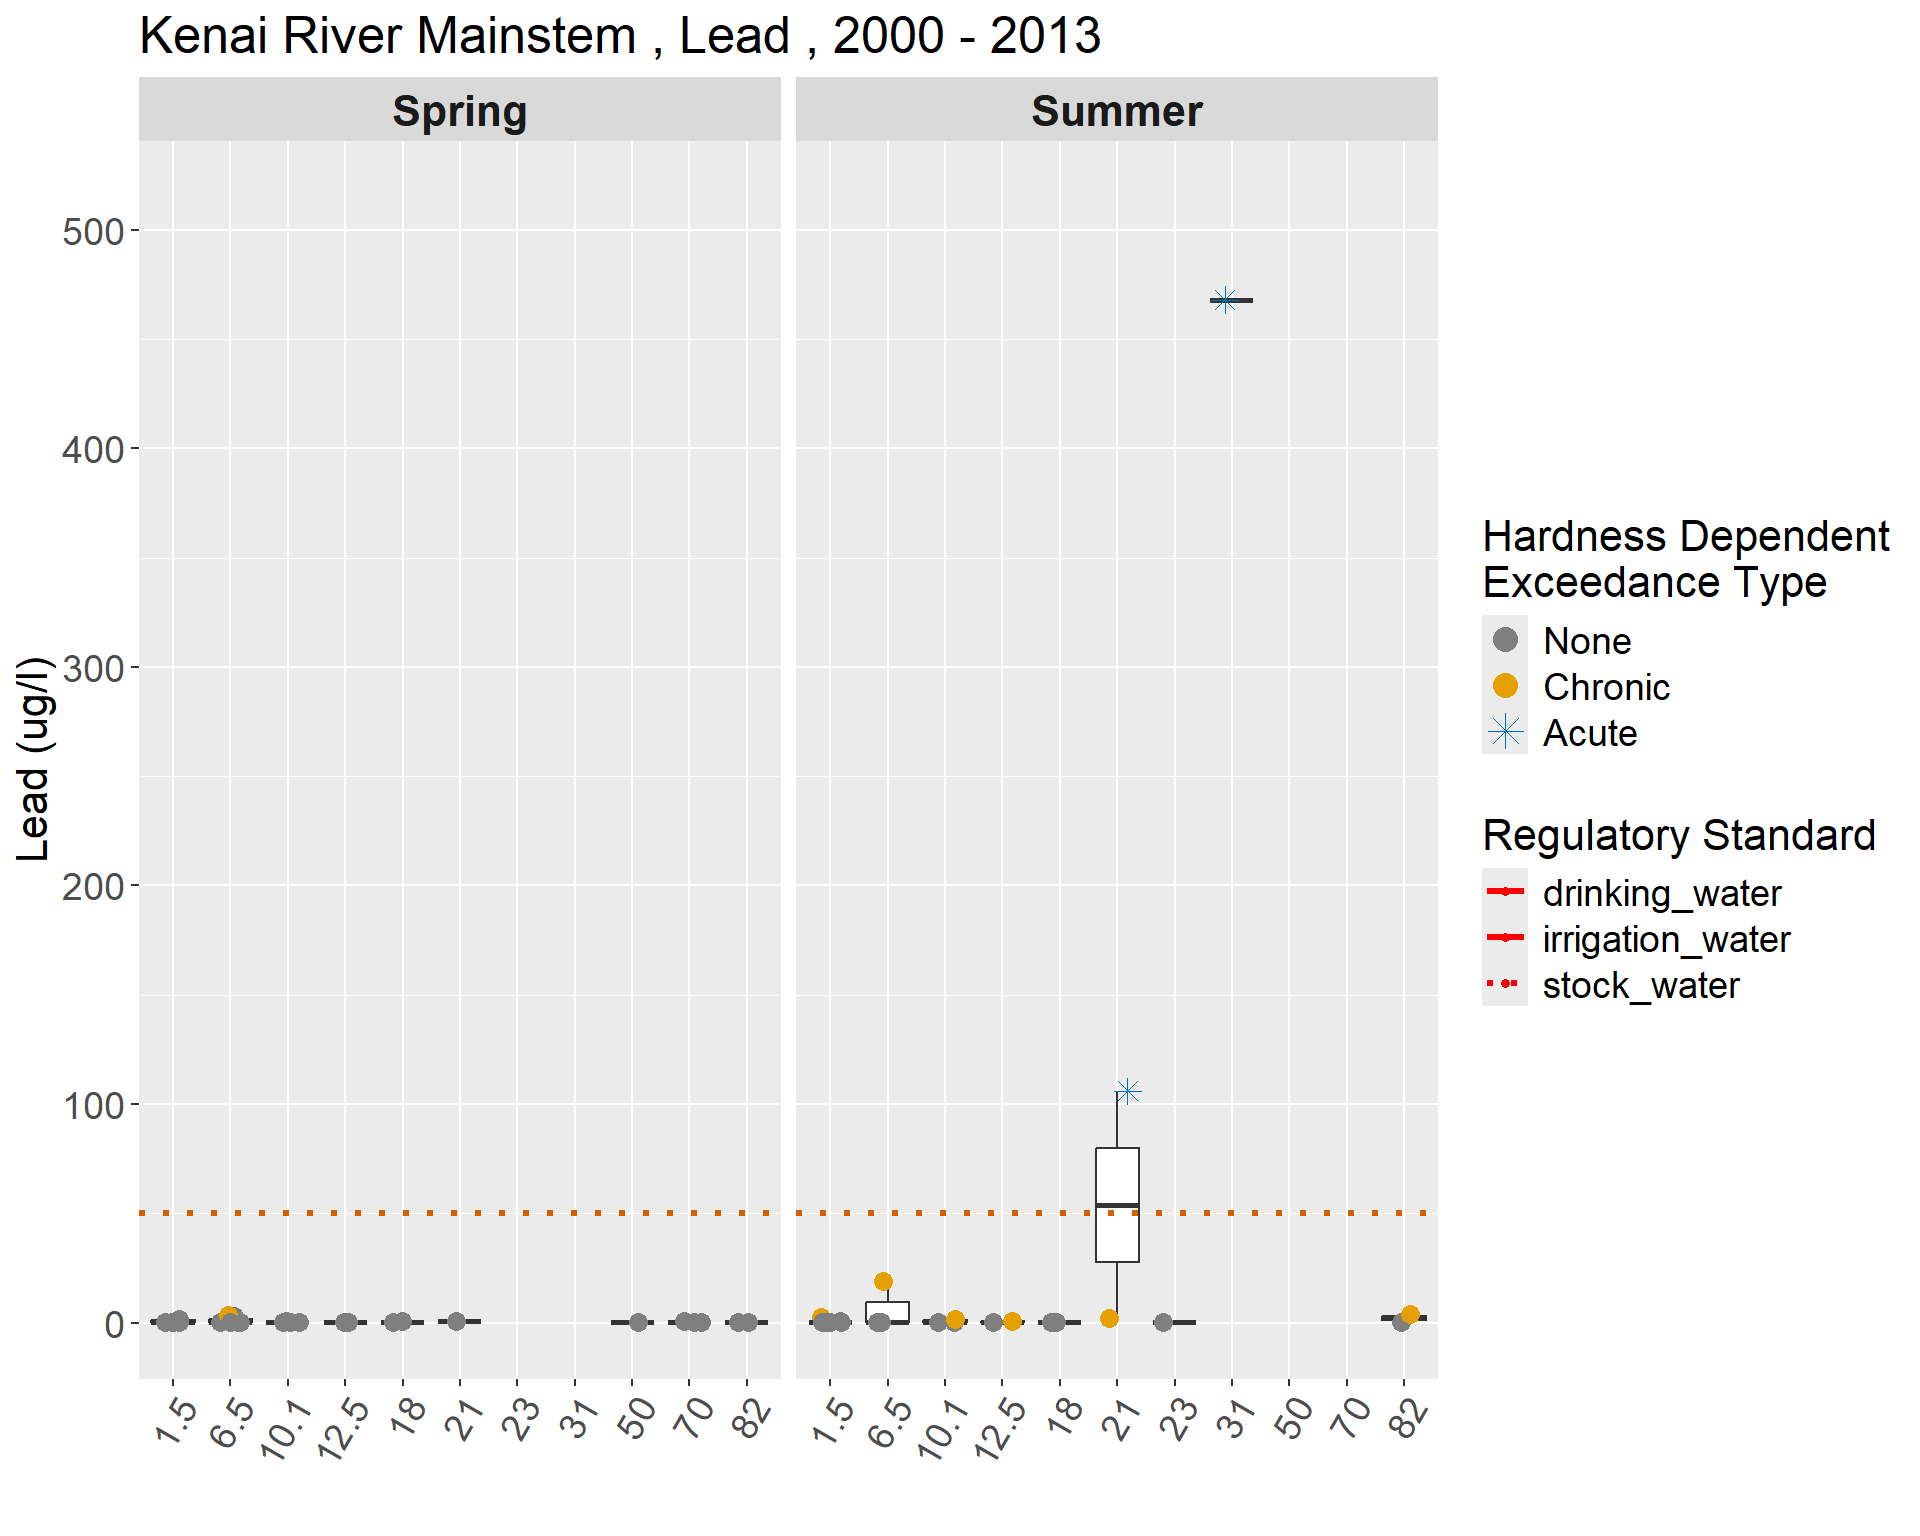 Kenai River Mainstem , Lead , 2000 - 2013
Spring
Summer
Lead (ug/l)
500
400
300
200
100
0
1.5
6.5
10.1
12.5
18
21
23
31
50
70
82
1.5
6.5
10.1
12.5
18
21
23
31
50
70
82
Hardness Dependent
Exceedance Type
None
Chronic
Acute
Regulatory Standard
drinking_water
irrigation_water
stock_water